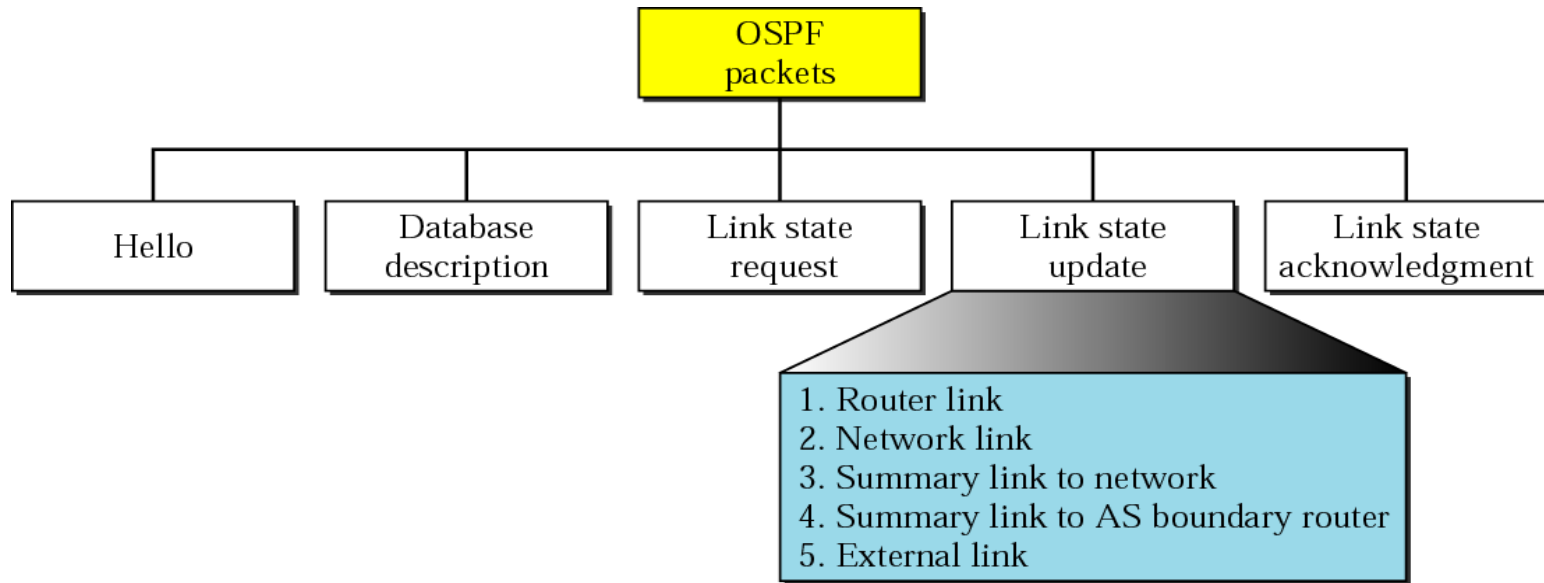 OSPF
packets
Hello
Database
description
Link state
request
Link state
update
Link state
acknowledgment
1. Router link
2. Network link
3. Summary link to network
4. Summary link to AS boundary router
5. External link